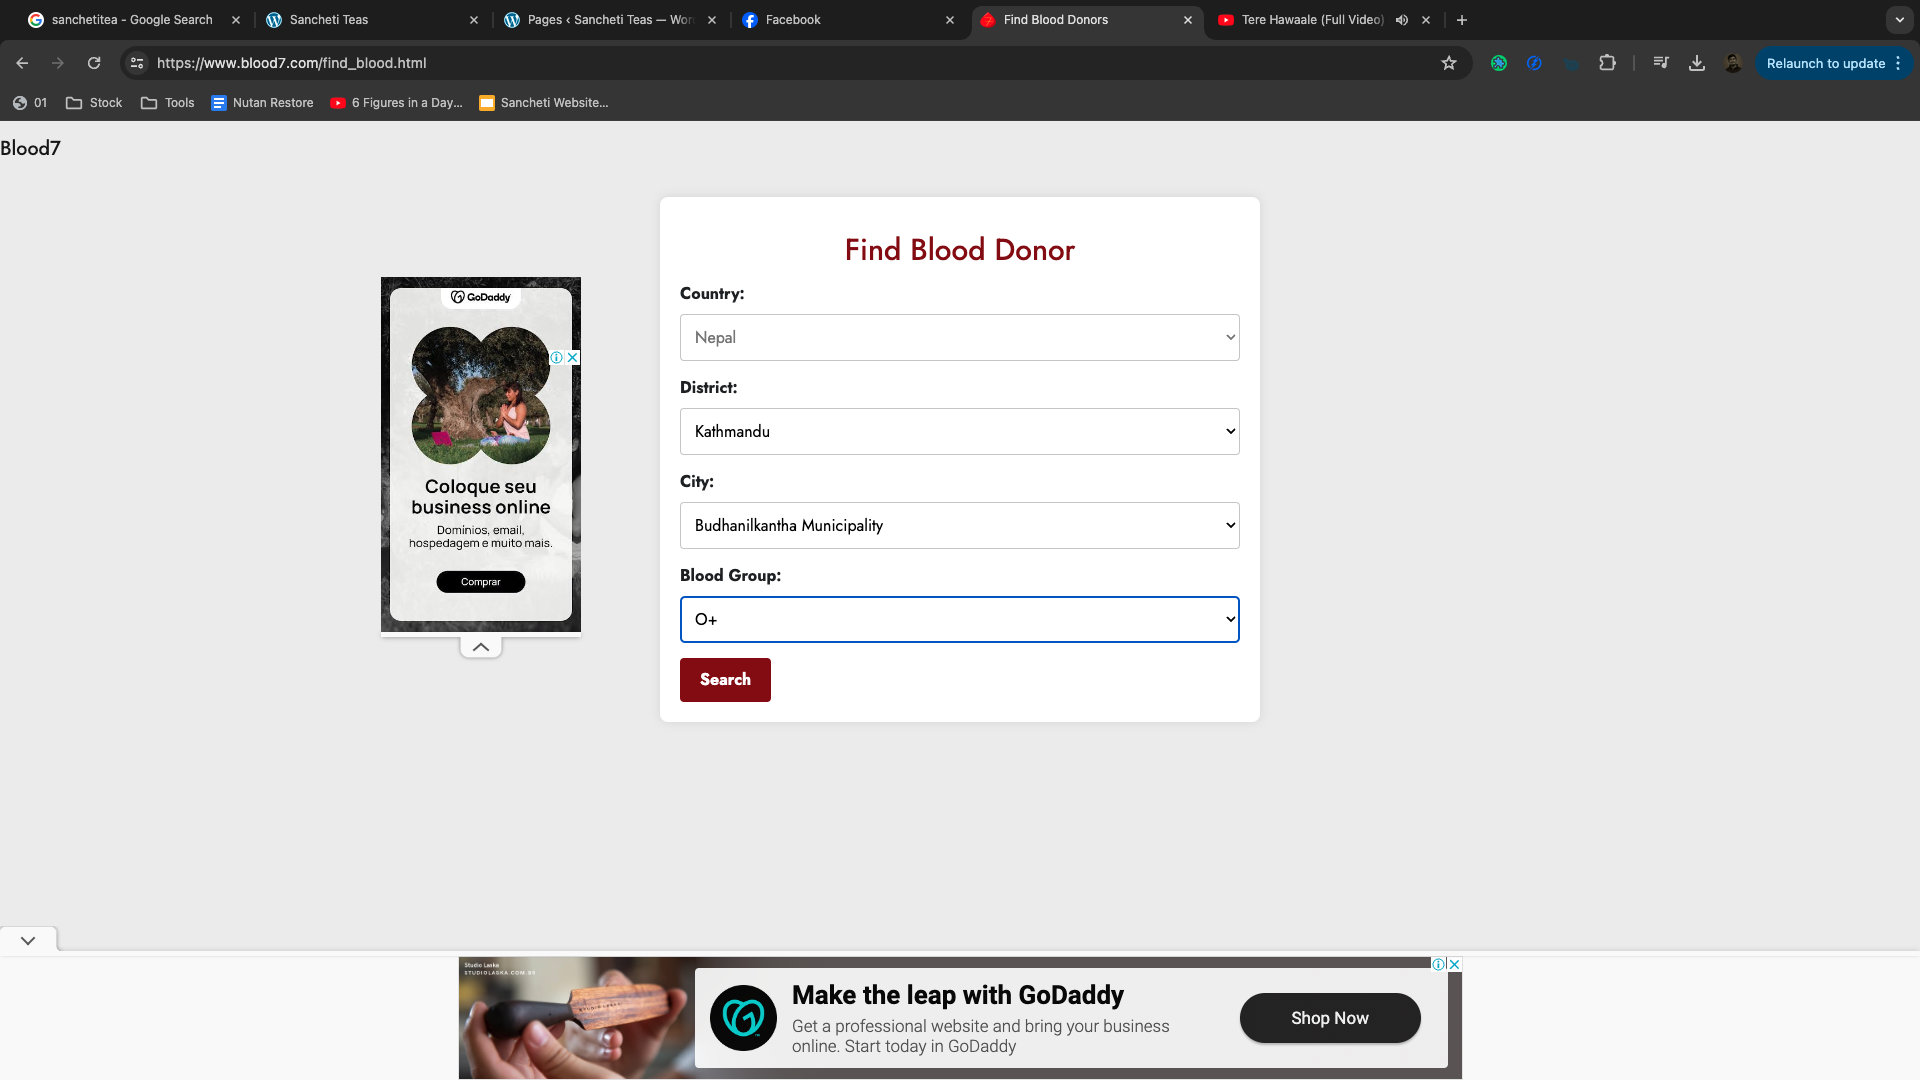 sanchetitea - Google Search
Sancheti Teas
Pages ‹ Sancheti Teas — Wor
Facebook
Find Blood Donors
Tere Hawaale (Full Video)
https://www.blood7.com/find_blood.html
Relaunch to update
01
Stock
Tools
Nutan Restore
6 Figures in a Day...
Sancheti Website...
Blood7
Find Blood Donor
Country:
Nepal
District:
Kathmandu
City:
Budhanilkantha Municipality
Blood Group:
O+
Search
GoDaddy
Coloque seu
business online
Domínios, email,
hospedagem e muito mais.
Comprar
Studio Laska
STUDIOLASKA.COM.BY
Make the leap with GoDaddy
Get a professional website and bring your business
online. Start today in GoDaddy
Shop Now